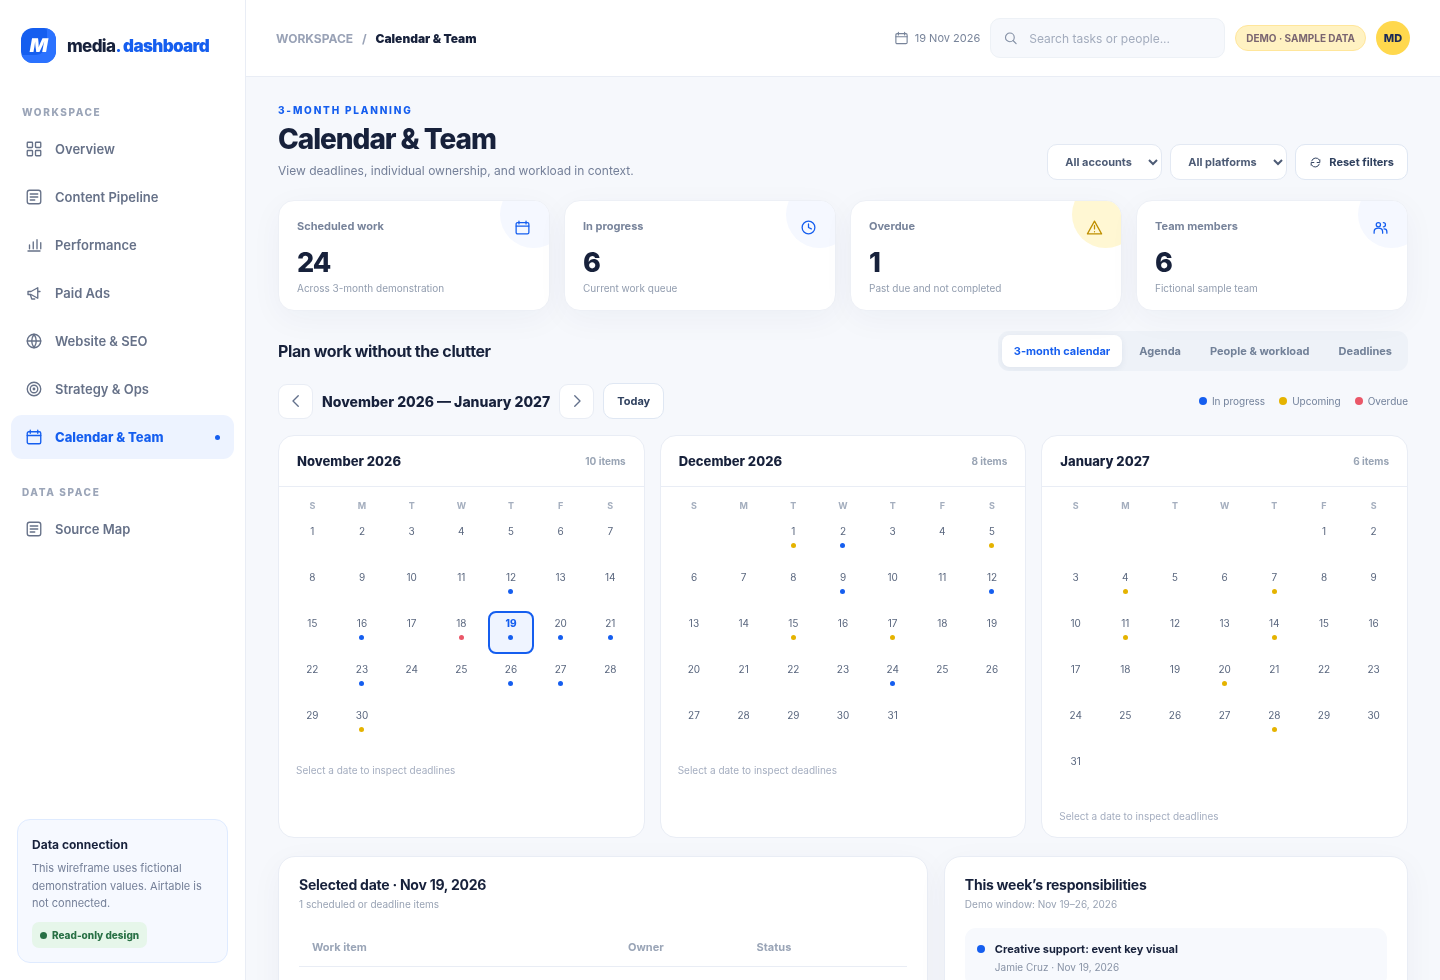 M media.dashboard
WORKSPACE
Overview
Content Pipeline
Performance
Paid Ads
Website & SEO
Strategy & Ops
Calendar & Team
DATA SPACE
Source Map
Data connection
This wireframe uses fictional
demonstration values. Airtable is
not connected.
Read-only design
WORKSPACE / Calendar & Team
19 Nov 2026
Search tasks or people...
DEMO · SAMPLE DATA
MD
3-MONTH PLANNING
Calendar & Team
View deadlines, individual ownership, and workload in context.
All accounts
All platforms
Reset filters
Scheduled work
24
Across 3-month demonstration
In progress
6
Current work queue
Overdue
1
Past due and not completed
Team members
6
Fictional sample team
Plan work without the clutter
3-month calendar
Agenda
People & workload
Deadlines
November 2026 — January 2027
Today
In progress
Upcoming
Overdue
November 2026
10 items
S M T W T F S
1 2 3 4 5 6 7
8 9 10 11 12 13 14
15 16 17 18 19 20 21
22 23 24 25 26 27 28
29 30
Select a date to inspect deadlines
December 2026
8 items
S M T W T F S
1 2 3 4 5
6 7 8 9 10 11 12
13 14 15 16 17 18 19
20 21 22 23 24 25 26
27 28 29 30 31
Select a date to inspect deadlines
January 2027
6 items
S M T W T F S
1 2
3 4 5 6 7 8 9
10 11 12 13 14 15 16
17 18 19 20 21 22 23
24 25 26 27 28 29 30
31
Select a date to inspect deadlines
Selected date · Nov 19, 2026
1 scheduled or deadline items
Work item Owner Status
This week’s responsibilities
Demo window: Nov 19–26, 2026
Creative support: event key visual
Jamie Cruz · Nov 19, 2026